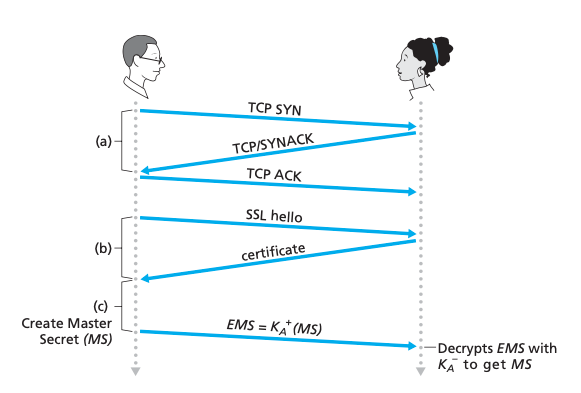 TCP SYN
(a)
TCP/SYNACK
TCP ACK
SSL hello
(b)
certificate
(c)
Create Master
Secret (MS)
EMS = K_A^+(MS)
Decrypts EMS with
K_A^- to get MS